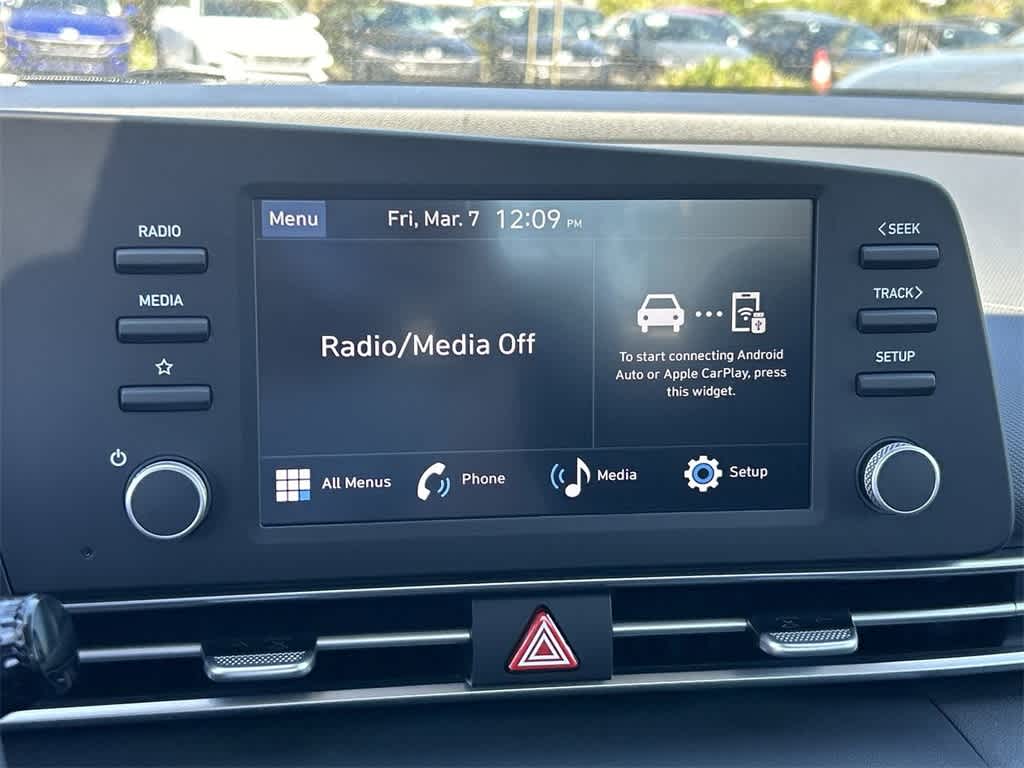 RADIO
MEDIA
Menu
Fri, Mar. 7 12:09 PM
Radio/Media Off
To start connecting Android
Auto or Apple CarPlay, press
this widget.
All Menus
Phone
Media
Setup
<SEEK
TRACK>
SETUP